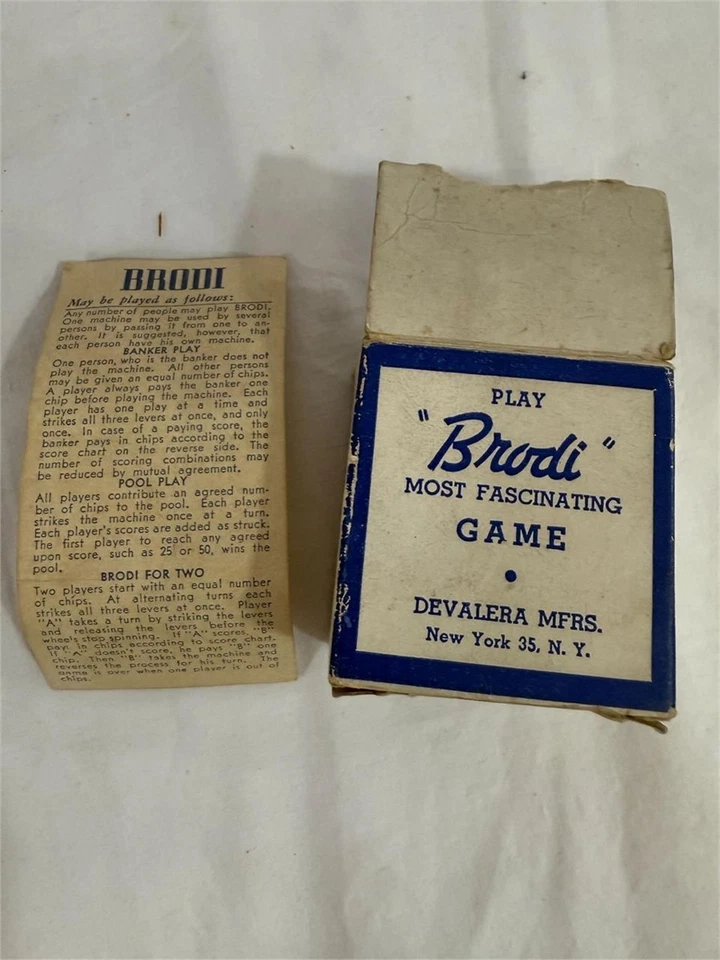 BRODI
May be played as follows:
Any number of people may play BRODI.
One machine may be used by several
persons by passing it from one to an-
other. It is suggested, however, that
each person have his own machine.
BANKER PLAY
One person, who is the banker does not
play the machine. All other persons
may be given an equal number of chips.
A player always pays the banker one
chip before playing the machine. Each
player has one play at a time and
strikes all three levers at once, and only
once. In case of a paying score, the
banker pays in chips according to the
score chart on the reverse side. The
number of scoring combinations may
be reduced by mutual agreement.
POOL PLAY
All players contribute an agreed num-
ber of chips to the pool. Each player
strikes the machine once at a turn.
Each player's scores are added as struck.
The first player to reach any agreed
upon score, such as 25 or 50, wins the
pool.
BRODI FOR TWO
Two players start with an equal number
of chips. At alternating turns each
strikes all three levers at once. Player
"A" takes a turn by striking the levers
and releasing the levers before the
wheels stop spinning. If "A" scores, "B"
pays in chips according to score chart.
If "A" doesn't score, he pays "B" one
chip. Then "B" takes the machine and
reverses the process for his turn. The
game is over when one player is out of
chips.
PLAY
"Brodi"
MOST FASCINATING
GAME
•
DEVALERA MFRS.
New York 35, N. Y.